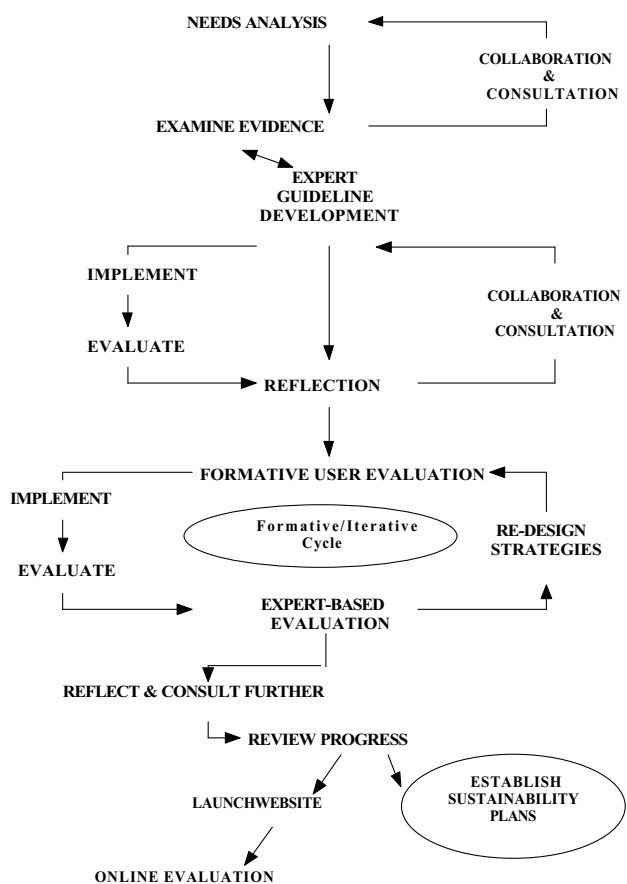 NEEDS ANALYSIS
COLLABORATION
&
CONSULTATION
EXAMINE EVIDENCE
EXPERT
GUIDELINE
DEVELOPMENT
IMPLEMENT
COLLABORATION
&
CONSULTATION
EVALUATE
REFLECTION
FORMATIVE USER EVALUATION
IMPLEMENT
Formative/Iterative
Cycle
RE-DESIGN
STRATEGIES
EVALUATE
EXPERT-BASED
EVALUATION
REFLECT & CONSULT FURTHER
REVIEW PROGRESS
ESTABLISH
SUSTAINABILITY
PLANS
LAUNCHWEBSITE
ONLINE EVALUATION